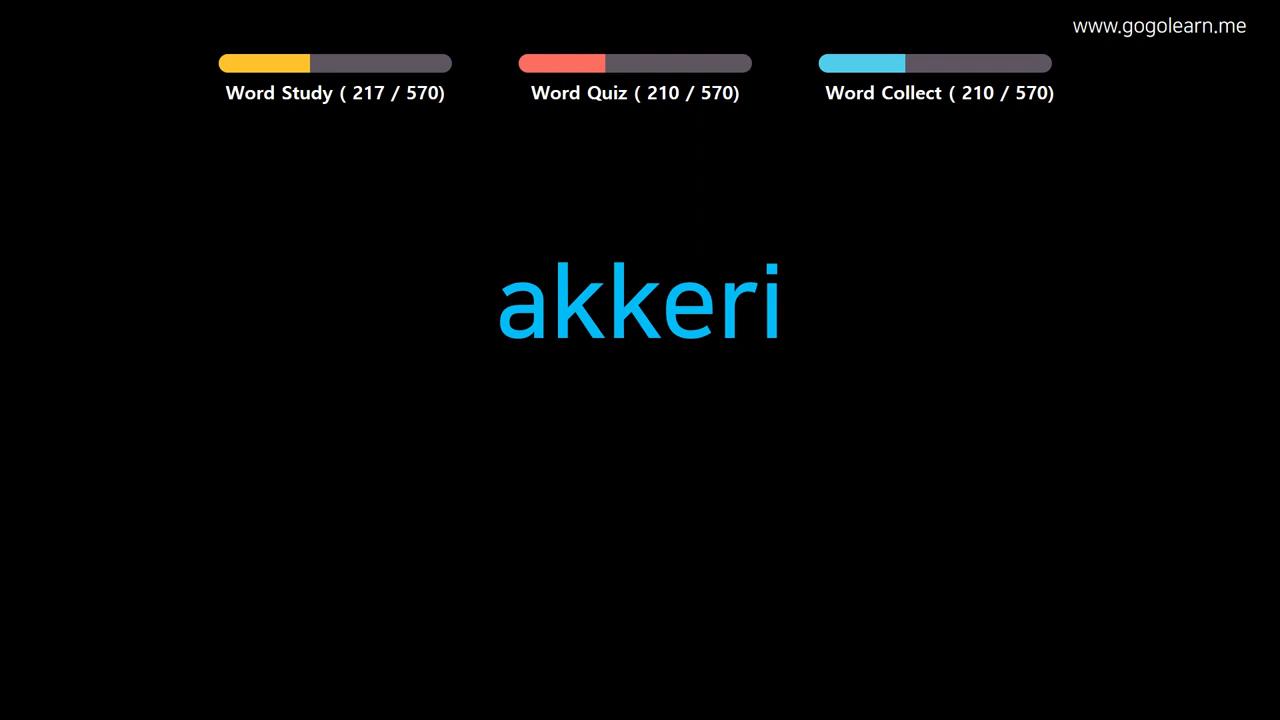 www.gogolearn.me
Word Study ( 217 / 570)
Word Quiz ( 210 / 570)
Word Collect ( 210 / 570)
akkeri